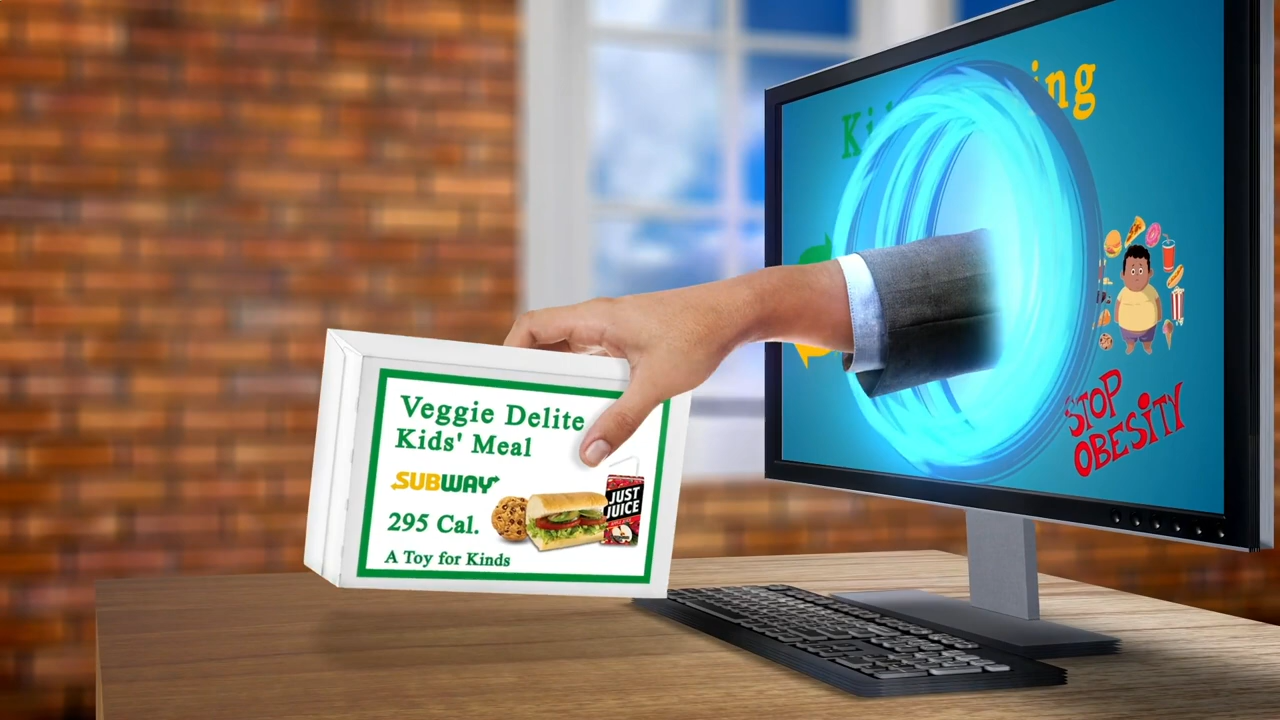 Veggie Delite
Kids' Meal
SUBWAY
295 Cal.
A Toy for Kinds
JUST
JUICE
STOP
OBESITY